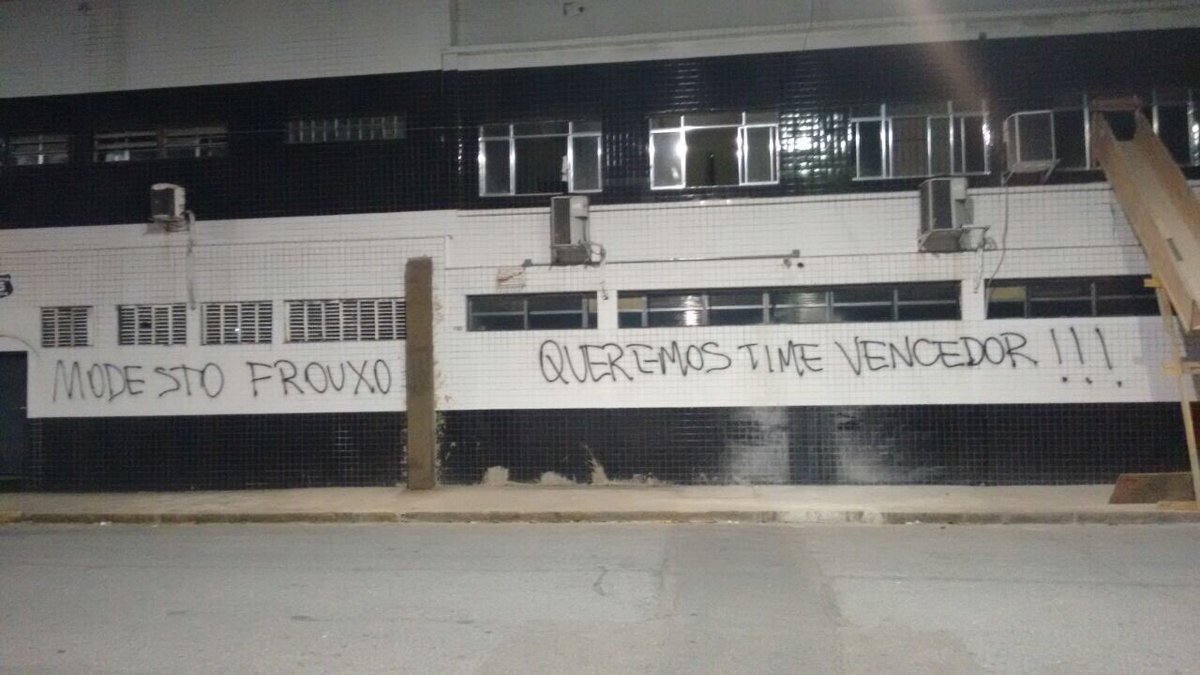 MODESTO FROUXO
QUEREMOS TIME VENCEDOR!!!